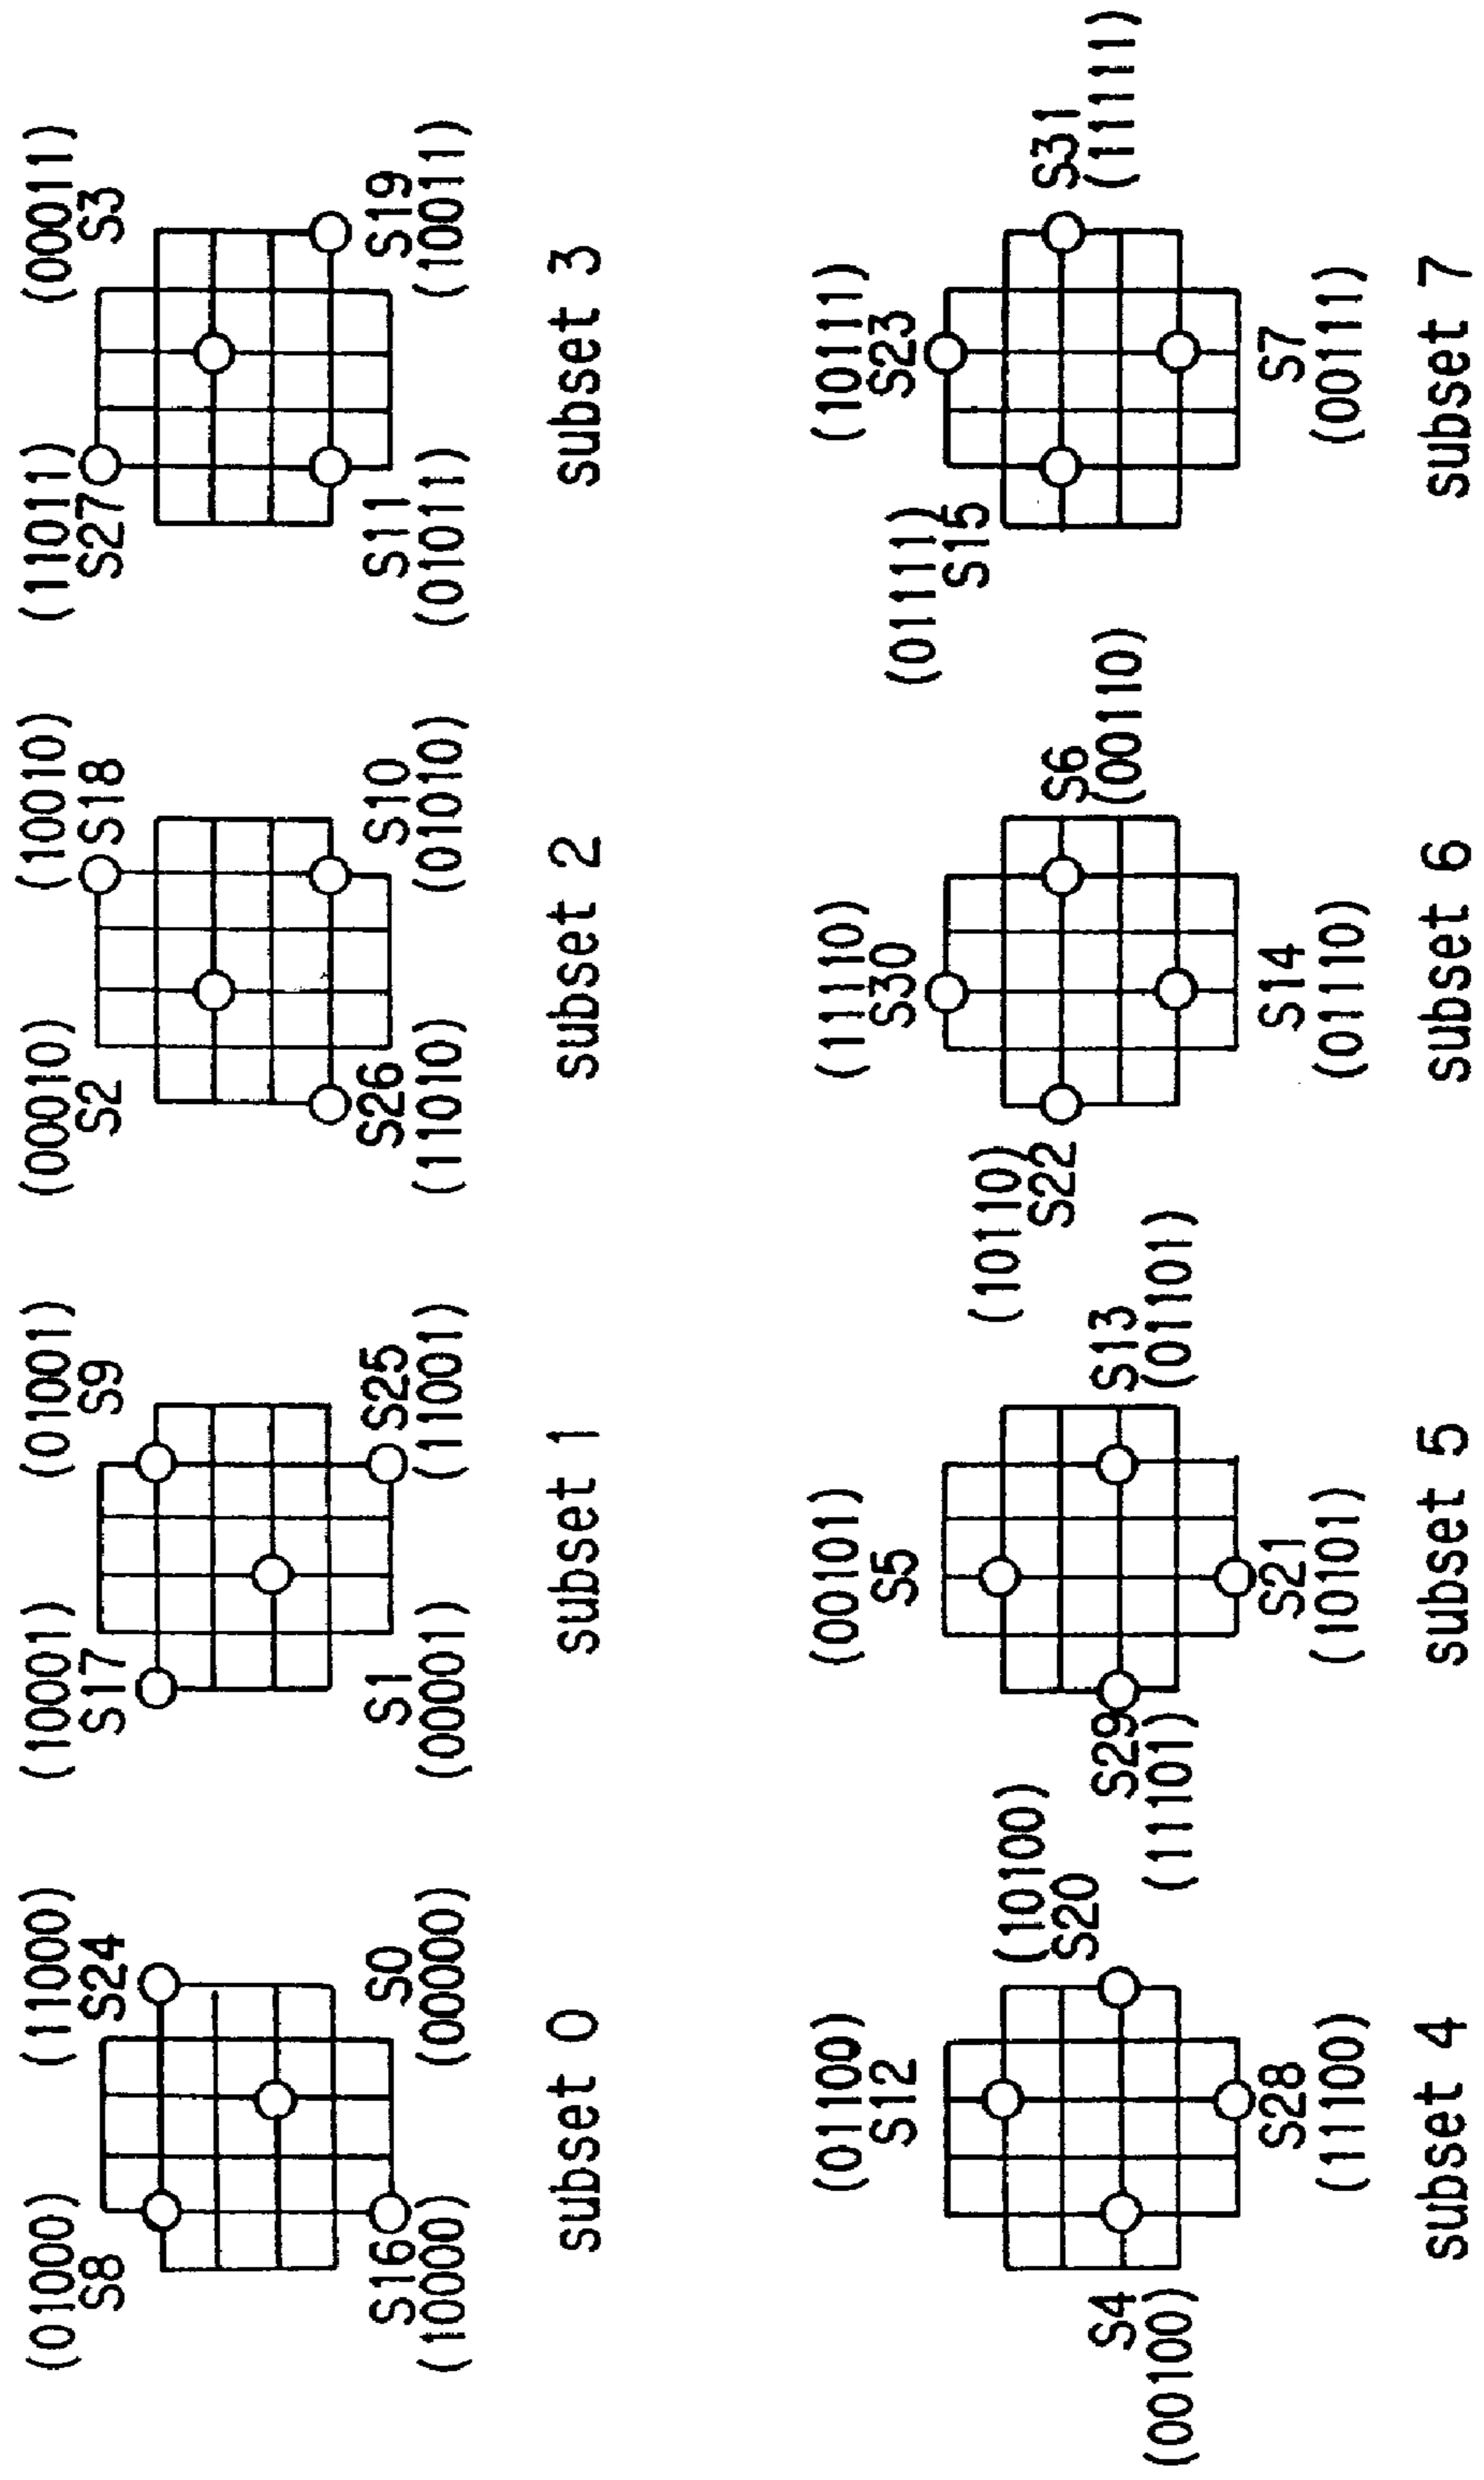 (01000)
S8
(11000)
S24
S16
(10000)
S0
(00000)
subset 0
(10001)
S17
(01001)
S9
S1
(00001)
S25
(11001)
subset 1
(00010)
S2
(10010)
S18
S26
(11010)
S10
(01010)
subset 2
(11011)
S27
(00011)
S3
S11
(01011)
S19
(10011)
subset 3
(01100)
S12
(10100)
S20
S4
(00100)
S28
(11100)
subset 4
(00101)
S5
S29
(11101)
S13
(01101)
S21
(10101)
subset 5
(11110)
S30
(10110)
S22
S6
(00110)
S14
(01110)
subset 6
(10111)
S23
(01111)
S15
S31
(11111)
S7
(00111)
subset 7